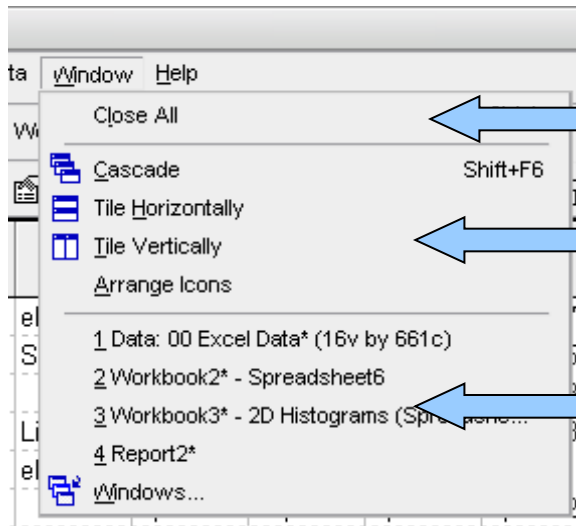 ta Window Help
Close All
Cascade Shift+F6
Tile Horizontally
Tile Vertically
Arrange Icons
1 Data: 00 Excel Data* (16v by 661c)
2 Workbook2* - Spreadsheet6
3 Workbook3* - 2D Histograms (Spreadshe...
4 Report2*
Windows...